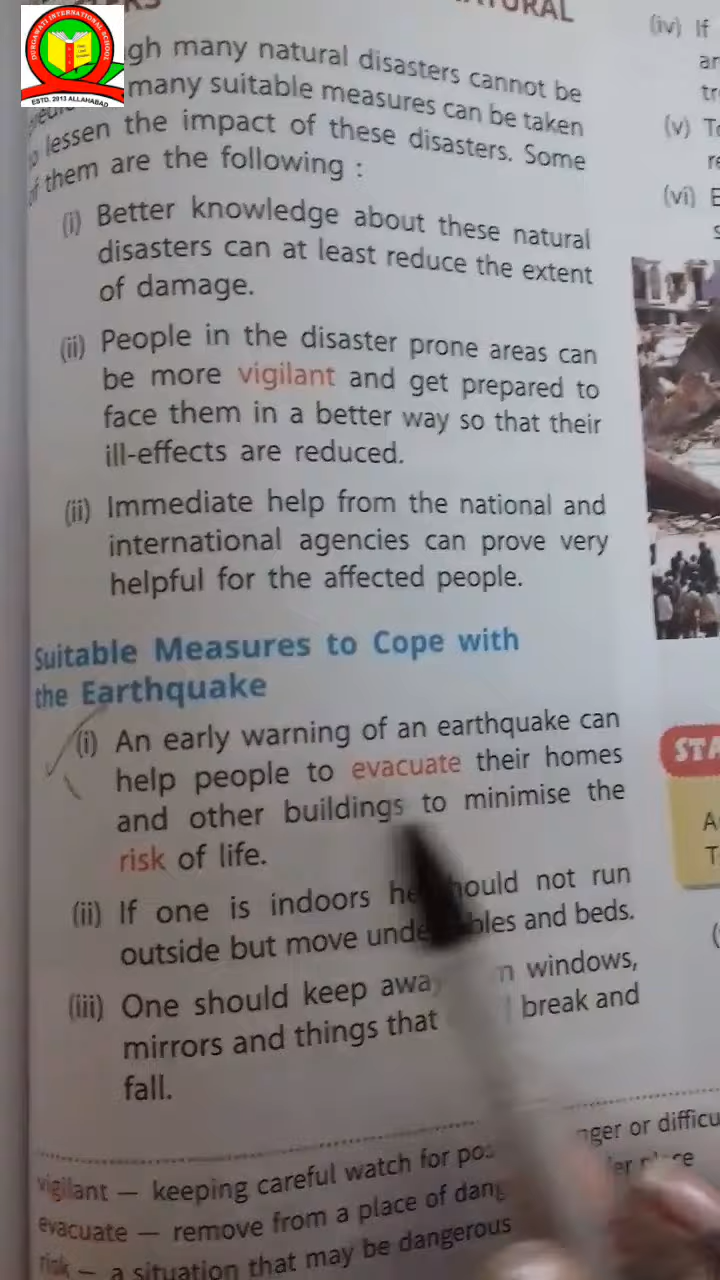 DURGAWATI INTERNATIONAL SCHOOL
ESTD. 2013 ALLAHABAD
many natural disasters cannot be
many suitable measures can be taken
lessen the impact of these disasters. Some
of them are the following :
(i) Better knowledge about these natural
disasters can at least reduce the extent
of damage.
(ii) People in the disaster prone areas can
be more vigilant and get prepared to
face them in a better way so that their
ill-effects are reduced.
(ii) Immediate help from the national and
international agencies can prove very
helpful for the affected people.
Suitable Measures to Cope with
the Earthquake
(i) An early warning of an earthquake can
help people to evacuate their homes
and other buildings to minimise the
risk of life.
(ii) If one is indoors he should not run
outside but move under tables and beds.
(iii) One should keep away windows,
mirrors and things that break and
fall.
vigilant — keeping careful watch for or
evacuate — remove from a place of
risk — a situation that may be dangerous
(iv) If
(v)
(vi)